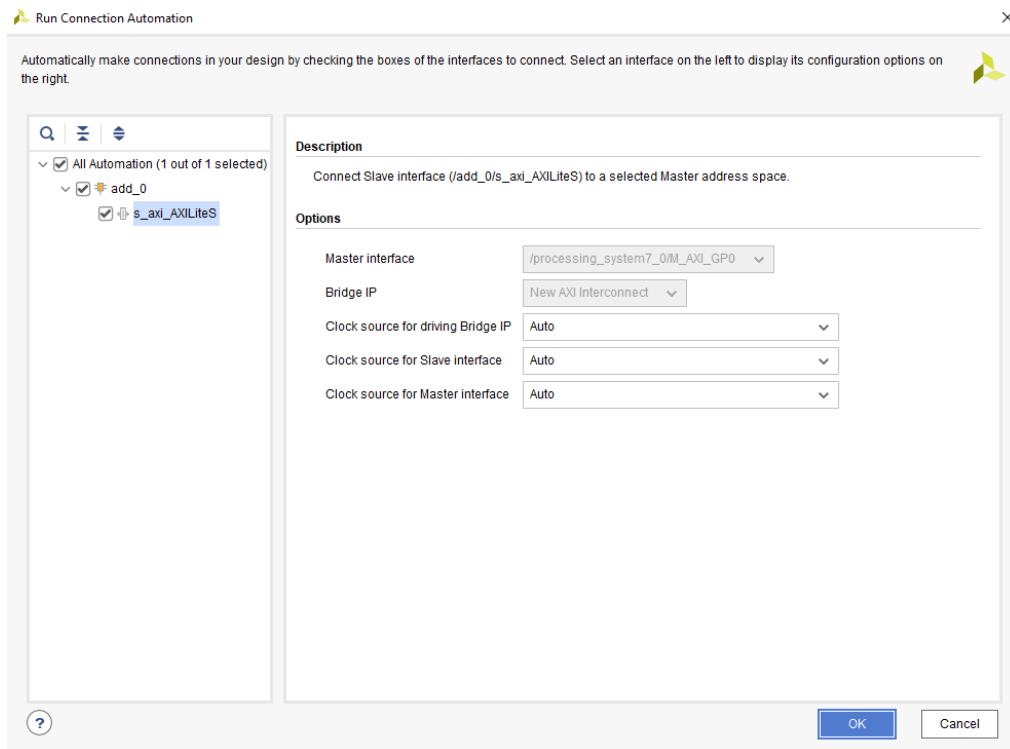 Run Connection Automation
Automatically make connections in your design by checking the boxes of the interfaces to connect. Select an interface on the left to display its configuration options on
the right.
All Automation (1 out of 1 selected)
add_0
s_axi_AXILiteS
Description
Connect Slave interface (/add_0/s_axi_AXILiteS) to a selected Master address space.
Options
Master interface /processing_system7_0/M_AXI_GP0
Bridge IP New AXI Interconnect
Clock source for driving Bridge IP Auto
Clock source for Slave interface Auto
Clock source for Master interface Auto
? OK Cancel